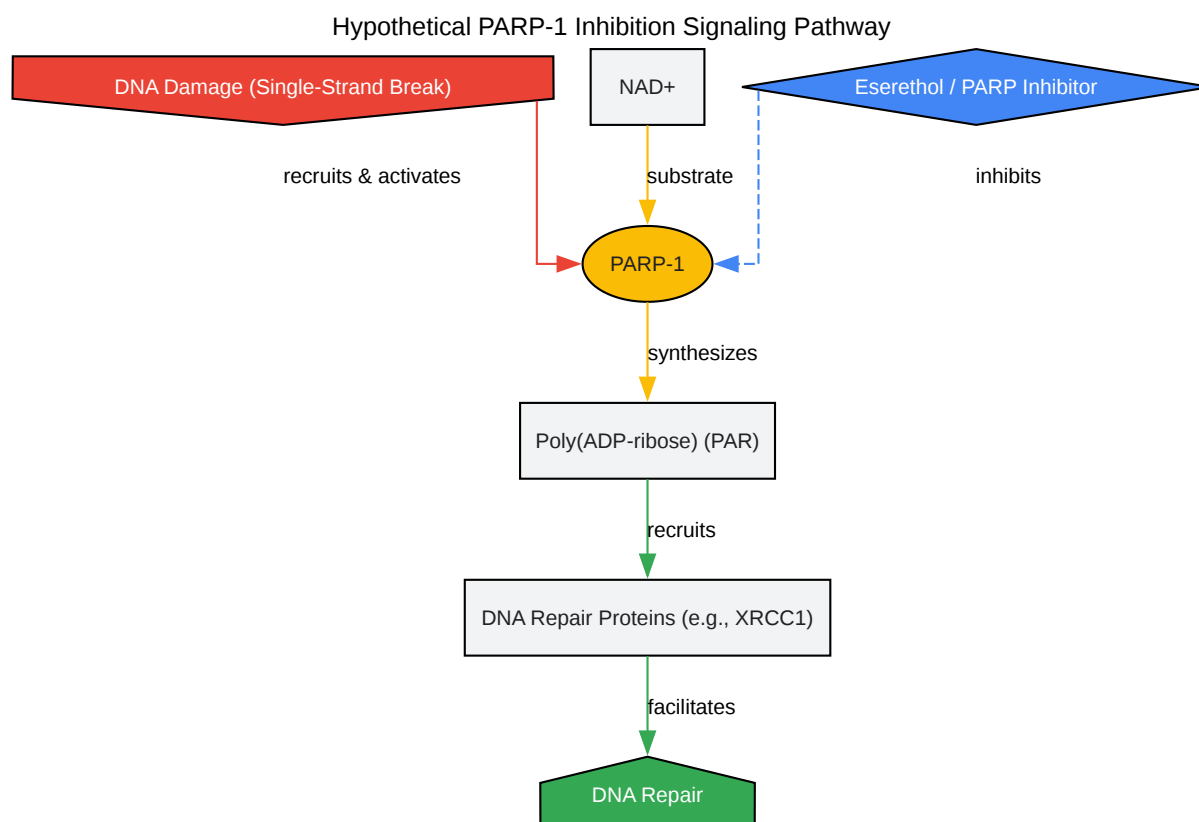 Hypothetical PARP-1 Inhibition Signaling Pathway
DNA Damage (Single-Strand Break)
NAD+
Eserethol / PARP Inhibitor
recruits & activates
substrate
inhibits
PARP-1
synthesizes
Poly(ADP-ribose) (PAR)
recruits
DNA Repair Proteins (e.g., XRCC1)
facilitates
DNA Repair